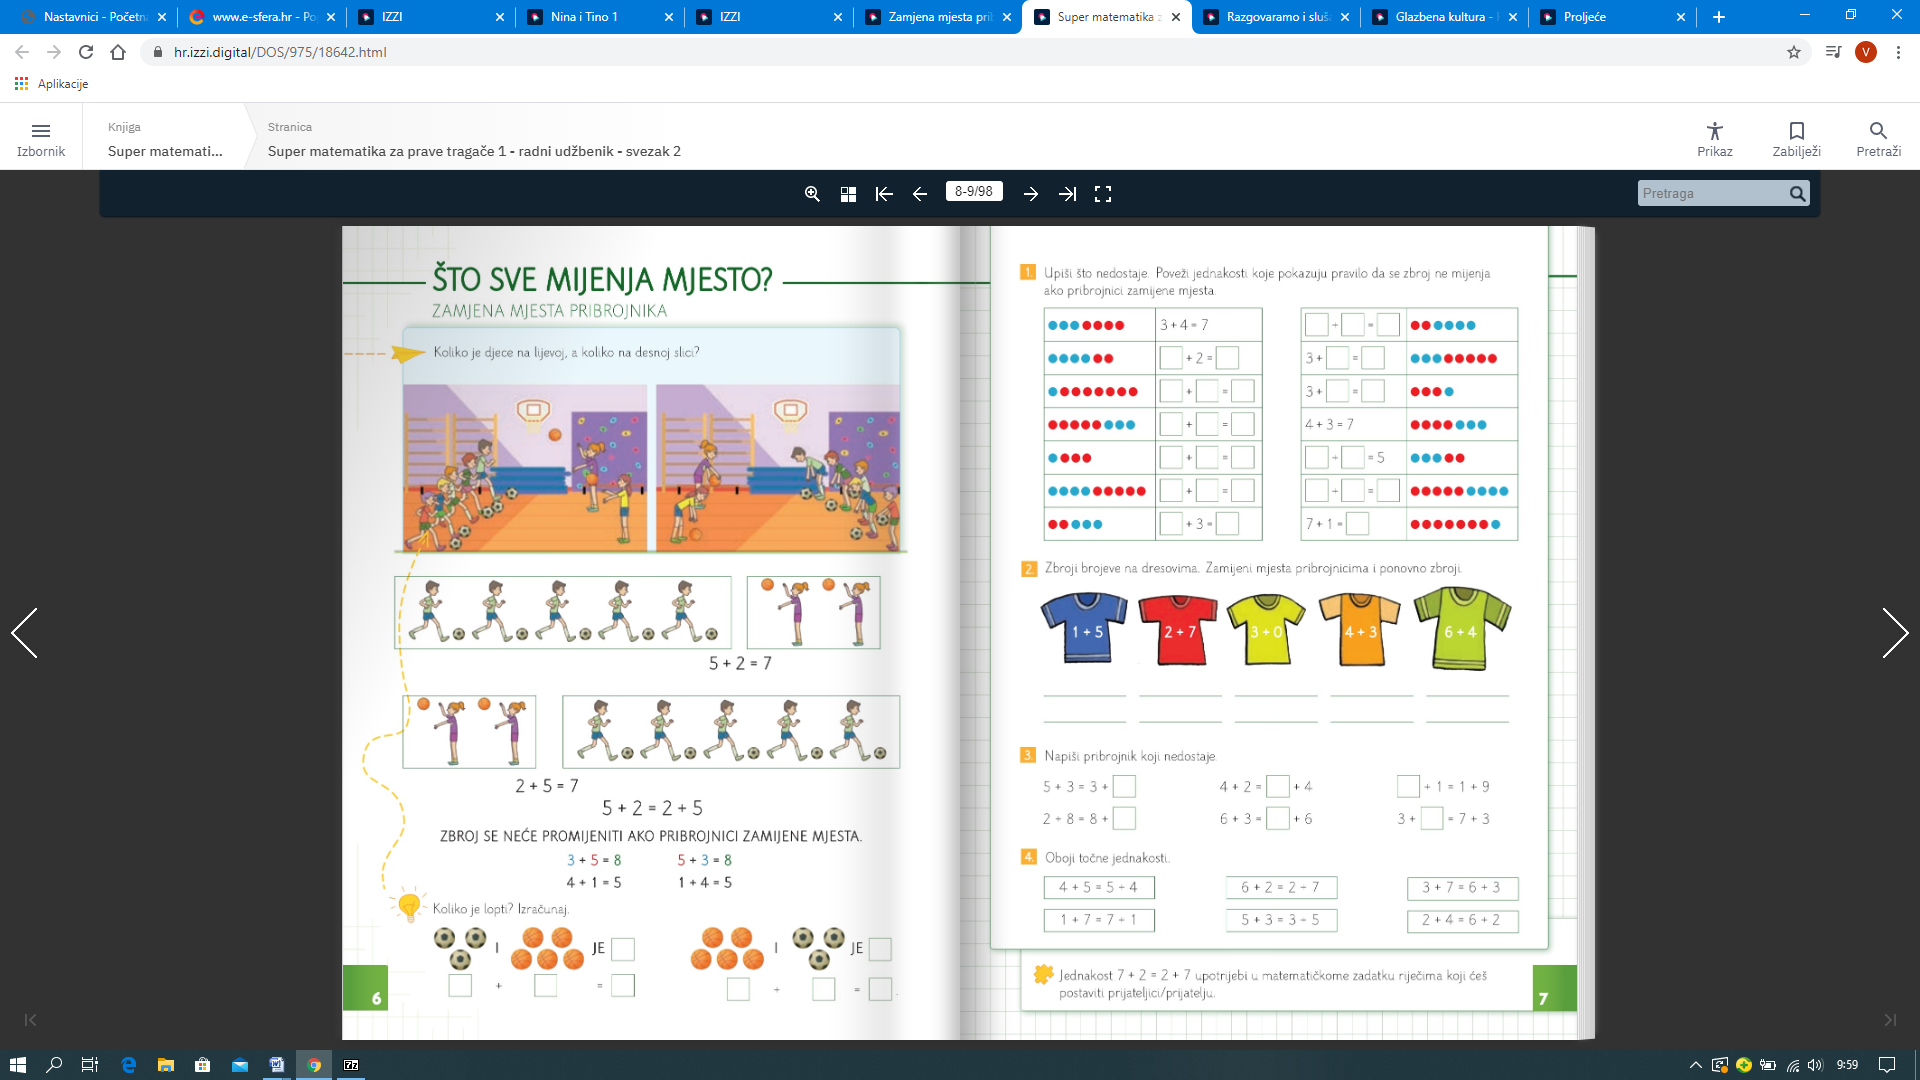 Nastavnici - Početna
www.e-sfera.hr - Po
IZZI
Nina i Tino 1
IZZI
Zamjena mjesta prib
Super matematika z
Razgovaramo i sluša
Glazbena kultura -
Proljeće
hr.izzi.digital/DOS/975/18642.html
V
Aplikacije
Izbornik
Knjiga
Super matemati...
Stranica
Super matematika za prave tragače 1 - radni udžbenik - svezak 2
Prikaz
Zabilježi
Pretraži
8-9/98
Pretraga
ŠTO SVE MIJENJA MJESTO?
ZAMJENA MJESTA PRIBROJNIKA
Koliko je djece na lijevoj, a koliko na desnoj slici?
5 + 2 = 7
2 + 5 = 7
5 + 2 = 2 + 5
ZBROJ SE NEĆE PROMIJENITI AKO PRIBROJNICI ZAMIJENE MJESTA.
3 + 5 = 8 5 + 3 = 8
4 + 1 = 5 1 + 4 = 5
Koliko je lopti? Izračunaj.
I JE I JE
+ = + = .
6
1. Upiši što nedostaje. Poveži jednakosti koje pokazuju pravilo da se zbroj ne mijenja
ako pribrojnici zamijene mjesta.
3 + 4 = 7 + =
+ 2 = 3 + =
+ = 3 + =
+ = 4 + 3 = 7
+ = + = 5
+ = + =
+ 3 = 7 + 1 =
2. Zbroji brojeve na dresovima. Zamijeni mjesta pribrojnicima i ponovno zbroji.
1 + 5 2 + 7 3 + 0 4 + 3 6 + 4
3. Napiši pribrojnik koji nedostaje.
5 + 3 = 3 + 4 + 2 = + 4 + 1 = 1 + 9
2 + 8 = 8 + 6 + 3 = + 6 3 + = 7 + 3
4. Oboji točne jednakosti.
4 + 5 = 5 + 4 6 + 2 = 2 + 7 3 + 7 = 6 + 3
1 + 7 = 7 + 1 5 + 3 = 3 + 5 2 + 4 = 6 + 2
Jednakost 7 + 2 = 2 + 7 upotrijebi u matematičkome zadatku riječima koji ćeš
postaviti prijateljici/prijatelju.
7
9:59